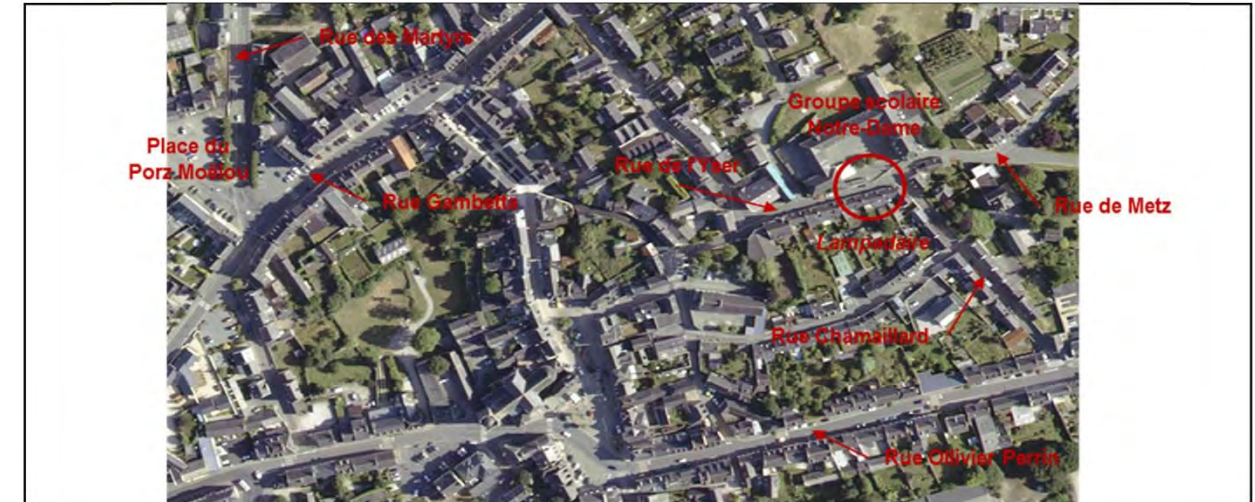 Rue des Martyrs
Groupe scolaire
Notre-Dame
Place du
Porz Moëlou
Rue de l'Yser
Rue Gambetta
Rue de Metz
Lampadaire
Rue Chamaillard
Rue Ollivier Perrin